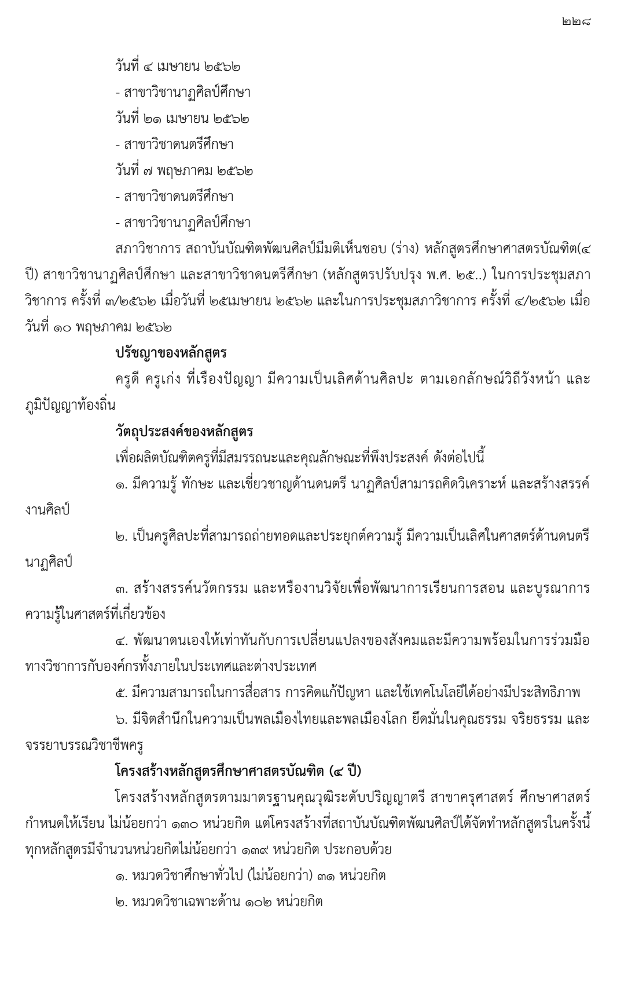 ๒๒๘
วันที่ ๔ เมษายน ๒๕๖๒
- สาขาวิชานาฏศิลป์ศึกษา
วันที่ ๒๑ เมษายน ๒๕๖๒
- สาขาวิชาดนตรีศึกษา
วันที่ ๗ พฤษภาคม ๒๕๖๒
- สาขาวิชาดนตรีศึกษา
- สาขาวิชานาฏศิลป์ศึกษา
สภาวิชาการ สถาบันบัณฑิตพัฒนศิลป์มีมติเห็นชอบ (ร่าง) หลักสูตรศึกษาศาสตรบัณฑิต(๔
ปี) สาขาวิชานาฏศิลป์ศึกษา และสาขาวิชาดนตรีศึกษา (หลักสูตรปรับปรุง พ.ศ. ๒๕..) ในการประชุมสภา
วิชาการ ครั้งที่ ๓/๒๕๖๒ เมื่อวันที่ ๒๕เมษายน ๒๕๖๒ และในการประชุมสภาวิชาการ ครั้งที่ ๔/๒๕๖๒ เมื่อ
วันที่ ๑๐ พฤษภาคม ๒๕๖๒
ปรัชญาของหลักสูตร
ครูดี ครูเก่ง ที่เรืองปัญญา มีความเป็นเลิศด้านศิลปะ ตามเอกลักษณ์วิถีวังหน้า และ
ภูมิปัญญาท้องถิ่น
วัตถุประสงค์ของหลักสูตร
เพื่อผลิตบัณฑิตครูที่มีสมรรถนะและคุณลักษณะที่พึงประสงค์ ดังต่อไปนี้
๑. มีความรู้ ทักษะ และเชี่ยวชาญด้านดนตรี นาฏศิลป์สามารถคิดวิเคราะห์ และสร้างสรรค์
งานศิลป์
๒. เป็นครูศิลปะที่สามารถถ่ายทอดและประยุกต์ความรู้ มีความเป็นเลิศในศาสตร์ด้านดนตรี
นาฏศิลป์
๓. สร้างสรรค์นวัตกรรม และหรืองานวิจัยเพื่อพัฒนาการเรียนการสอน และบูรณาการ
ความรู้ในศาสตร์ที่เกี่ยวข้อง
๔. พัฒนาตนเองให้เท่าทันกับการเปลี่ยนแปลงของสังคมและมีความพร้อมในการร่วมมือ
ทางวิชาการกับองค์กรทั้งภายในประเทศและต่างประเทศ
๕. มีความสามารถในการสื่อสาร การคิดแก้ปัญหา และใช้เทคโนโลยีได้อย่างมีประสิทธิภาพ
๖. มีจิตสำนึกในความเป็นพลเมืองไทยและพลเมืองโลก ยึดมั่นในคุณธรรม จริยธรรม และ
จรรยาบรรณวิชาชีพครู
โครงสร้างหลักสูตรศึกษาศาสตรบัณฑิต (๔ ปี)
โครงสร้างหลักสูตรตามมาตรฐานคุณวุฒิระดับปริญญาตรี สาขาครุศาสตร์ ศึกษาศาสตร์
กำหนดให้เรียน ไม่น้อยกว่า ๑๓๐ หน่วยกิต แต่โครงสร้างที่สถาบันบัณฑิตพัฒนศิลป์ได้จัดทำหลักสูตรในครั้งนี้
ทุกหลักสูตรมีจำนวนหน่วยกิตไม่น้อยกว่า ๑๓๙ หน่วยกิต ประกอบด้วย
๑. หมวดวิชาศึกษาทั่วไป (ไม่น้อยกว่า) ๓๑ หน่วยกิต
๒. หมวดวิชาเฉพาะด้าน ๑๐๒ หน่วยกิต